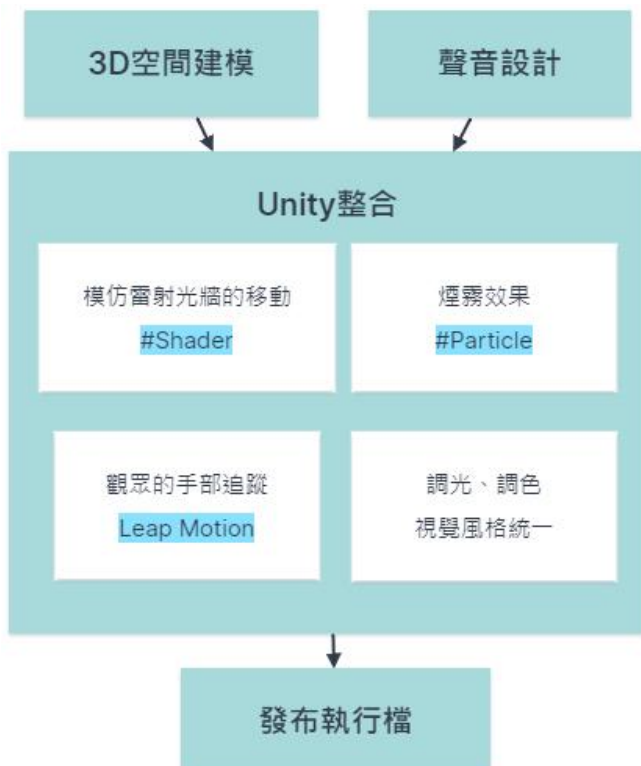 3D空間建模
聲音設計
Unity整合
模仿雷射光牆的移動
#Shader
煙霧效果
#Particle
觀眾的手部追蹤
Leap Motion
調光、調色
視覺風格統一
發布執行檔